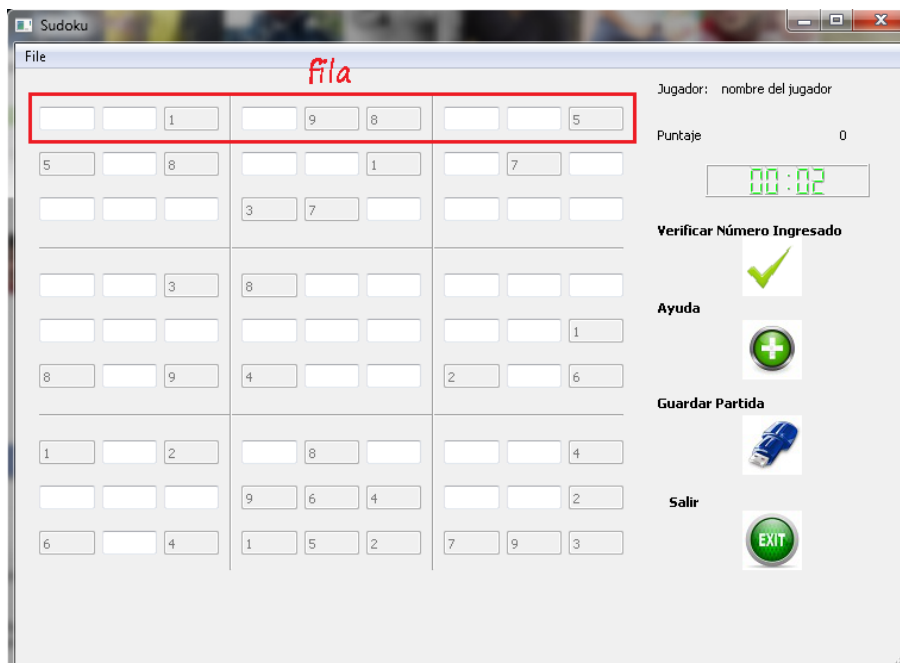 Sudoku
File
fila
1 9 8 5
5 8 1 7
3 7
3 8
1
8 9 4 2 6
1 2 8 4
9 6 4 2
6 4 1 5 2 7 9 3
Jugador: nombre del jugador
Puntaje 0
00:02
Verificar Número Ingresado
Ayuda
Guardar Partida
Salir
EXIT